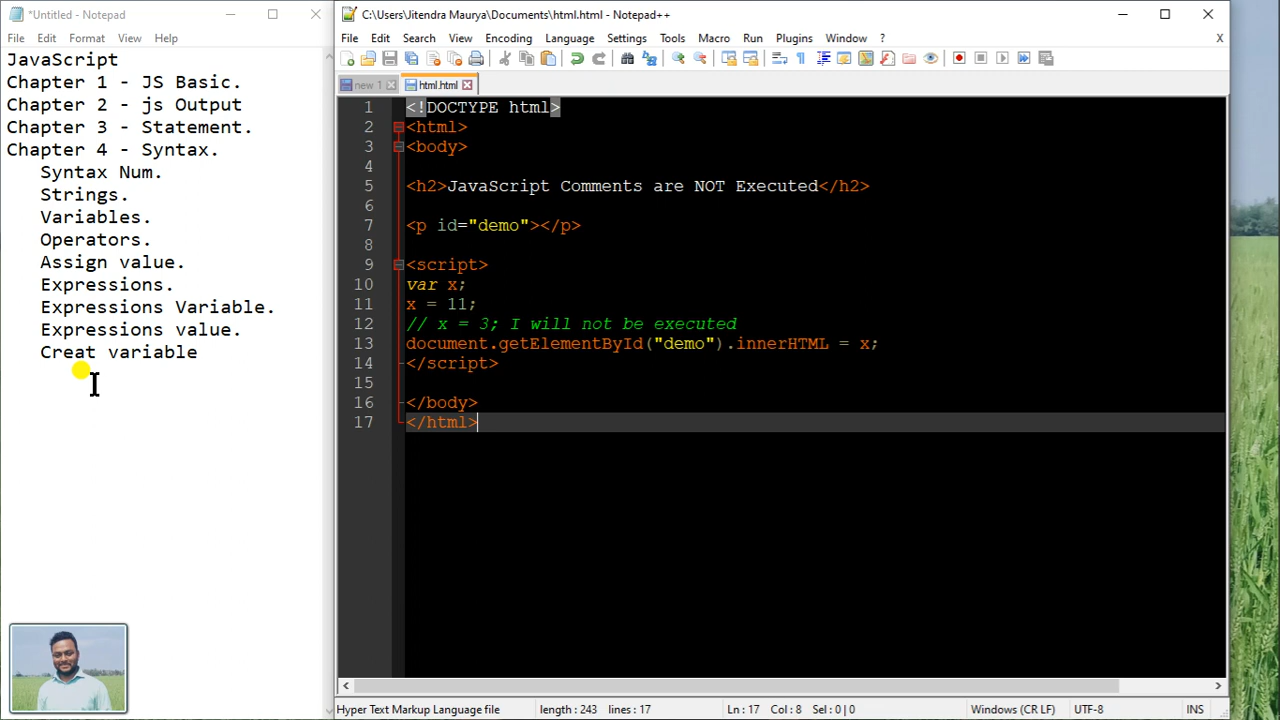 *Untitled - Notepad
File Edit Format View Help
JavaScript
Chapter 1 - JS Basic.
Chapter 2 - js Output
Chapter 3 - Statement.
Chapter 4 - Syntax.
Syntax Num.
Strings.
Variables.
Operators.
Assign value.
Expressions.
Expressions Variable.
Expressions value.
Creat variable
C:\Users\Jitendra Maurya\Documents\html.html - Notepad++
File Edit Search View Encoding Language Settings Tools Macro Run Plugins Window ? X
new 1 html.html
1 <!DOCTYPE html>
2 <html>
3 <body>
4
5 <h2>JavaScript Comments are NOT Executed</h2>
6
7 <p id="demo"></p>
8
9 <script>
10 var x;
11 x = 11;
12 // x = 3; I will not be executed
13 document.getElementById("demo").innerHTML = x;
14 </script>
15
16 </body>
17 </html>
Hyper Text Markup Language file length : 243 lines : 17 Ln : 17 Col : 8 Sel : 0 | 0 Windows (CR LF) UTF-8 INS